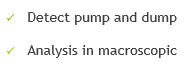 ✓ Detect pump and dump
✓ Analysis in macroscopic